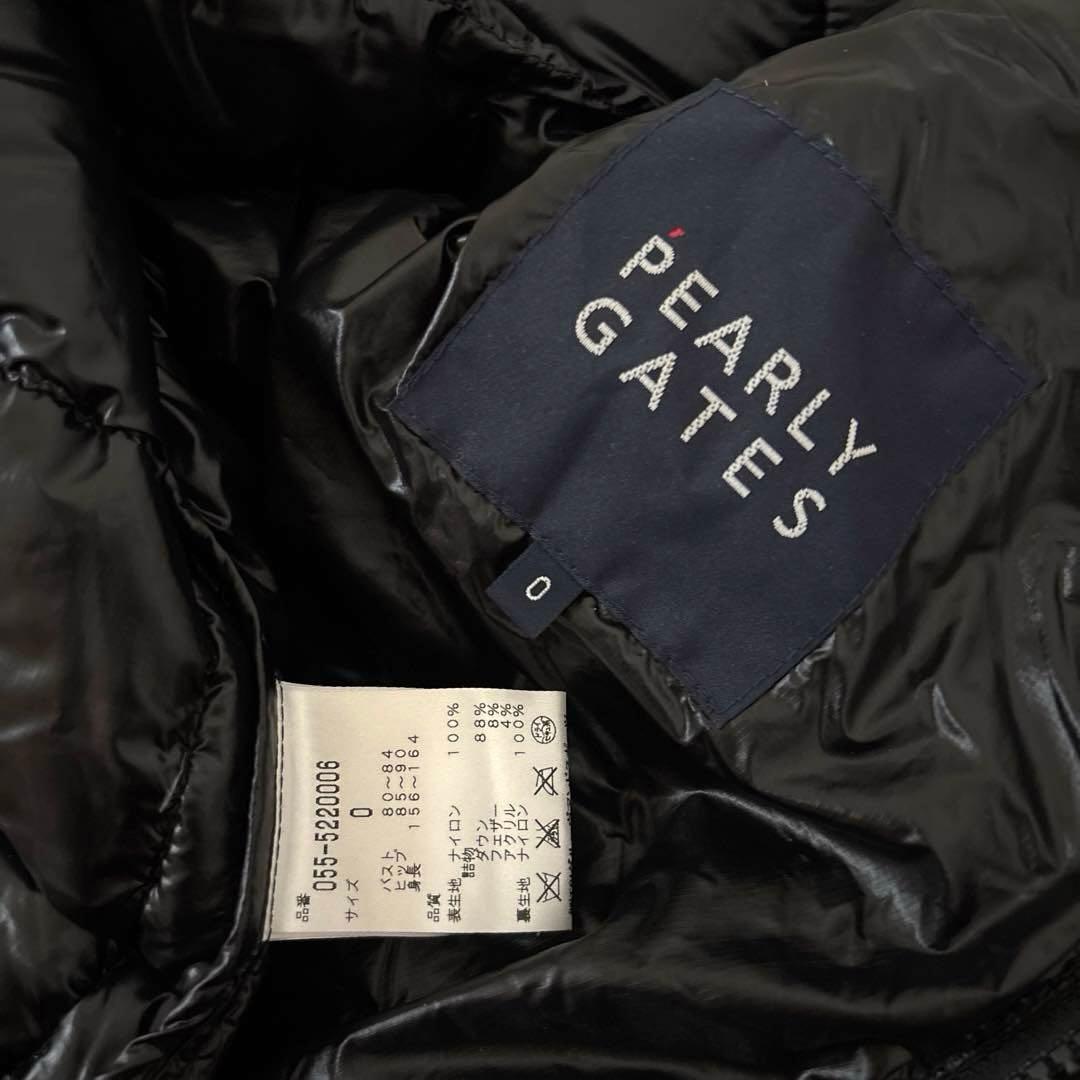 PEARLY
GATES
0
品番 055-5220006
サイズ 0
バスト 80~84
ヒップ 85~90
身長 156~164
品質
表生地 ナイロン 100%
詰物 ダウン 88%
フェザー 8%
アクリル 4%
裏生地 ナイロン 100%